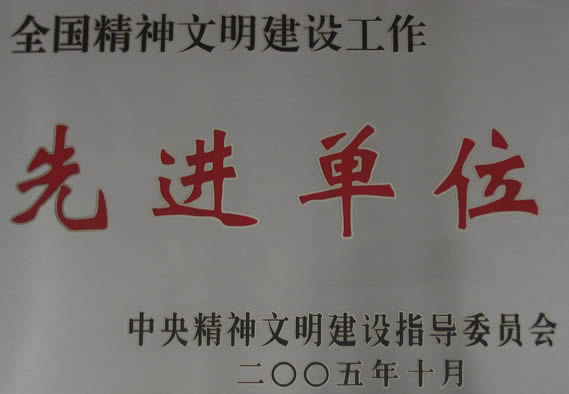 全国精神文明建设工作
先进单位
中央精神文明建设指导委员会
二〇〇五年十月